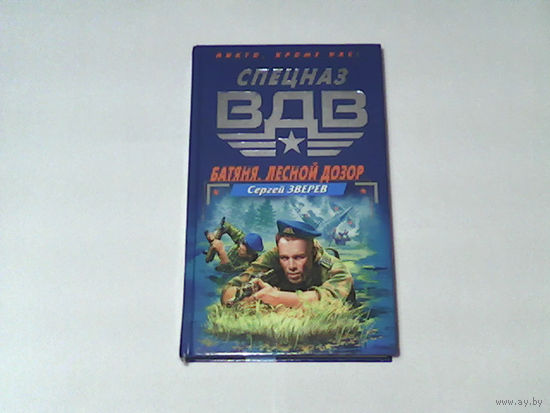 НИКТО, КРОМЕ НАС!
СПЕЦНАЗ
ВДВ
БАТЯНЯ. ЛЕСНОЙ ДОЗОР
Сергей ЗВЕРЕВ
www.ay.by